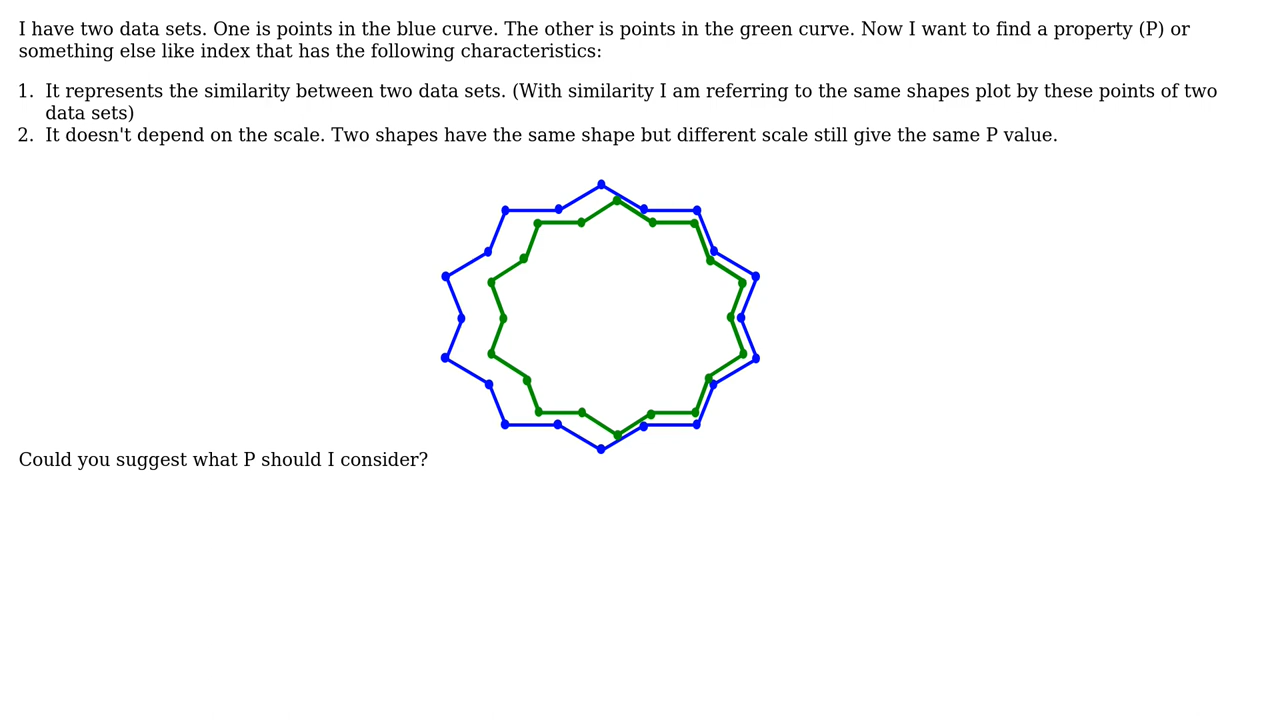 I have two data sets. One is points in the blue curve. The other is points in the green curve. Now I want to find a property (P) or
something else like index that has the following characteristics:
1. It represents the similarity between two data sets. (With similarity I am referring to the same shapes plot by these points of two
data sets)
2. It doesn't depend on the scale. Two shapes have the same shape but different scale still give the same P value.
Could you suggest what P should I consider?